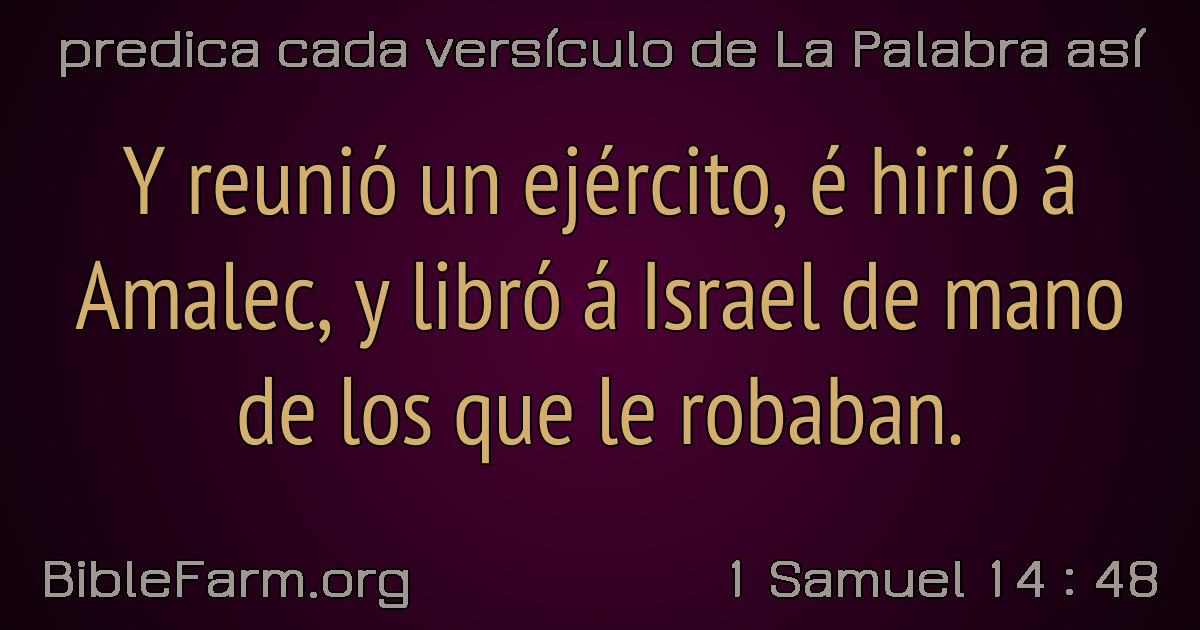 predica cada versículo de La Palabra así
Y reunió un ejército, é hirió á
Amalec, y libró á Israel de mano
de los que le robaban.
BibleFarm.org
1 Samuel 14 : 48